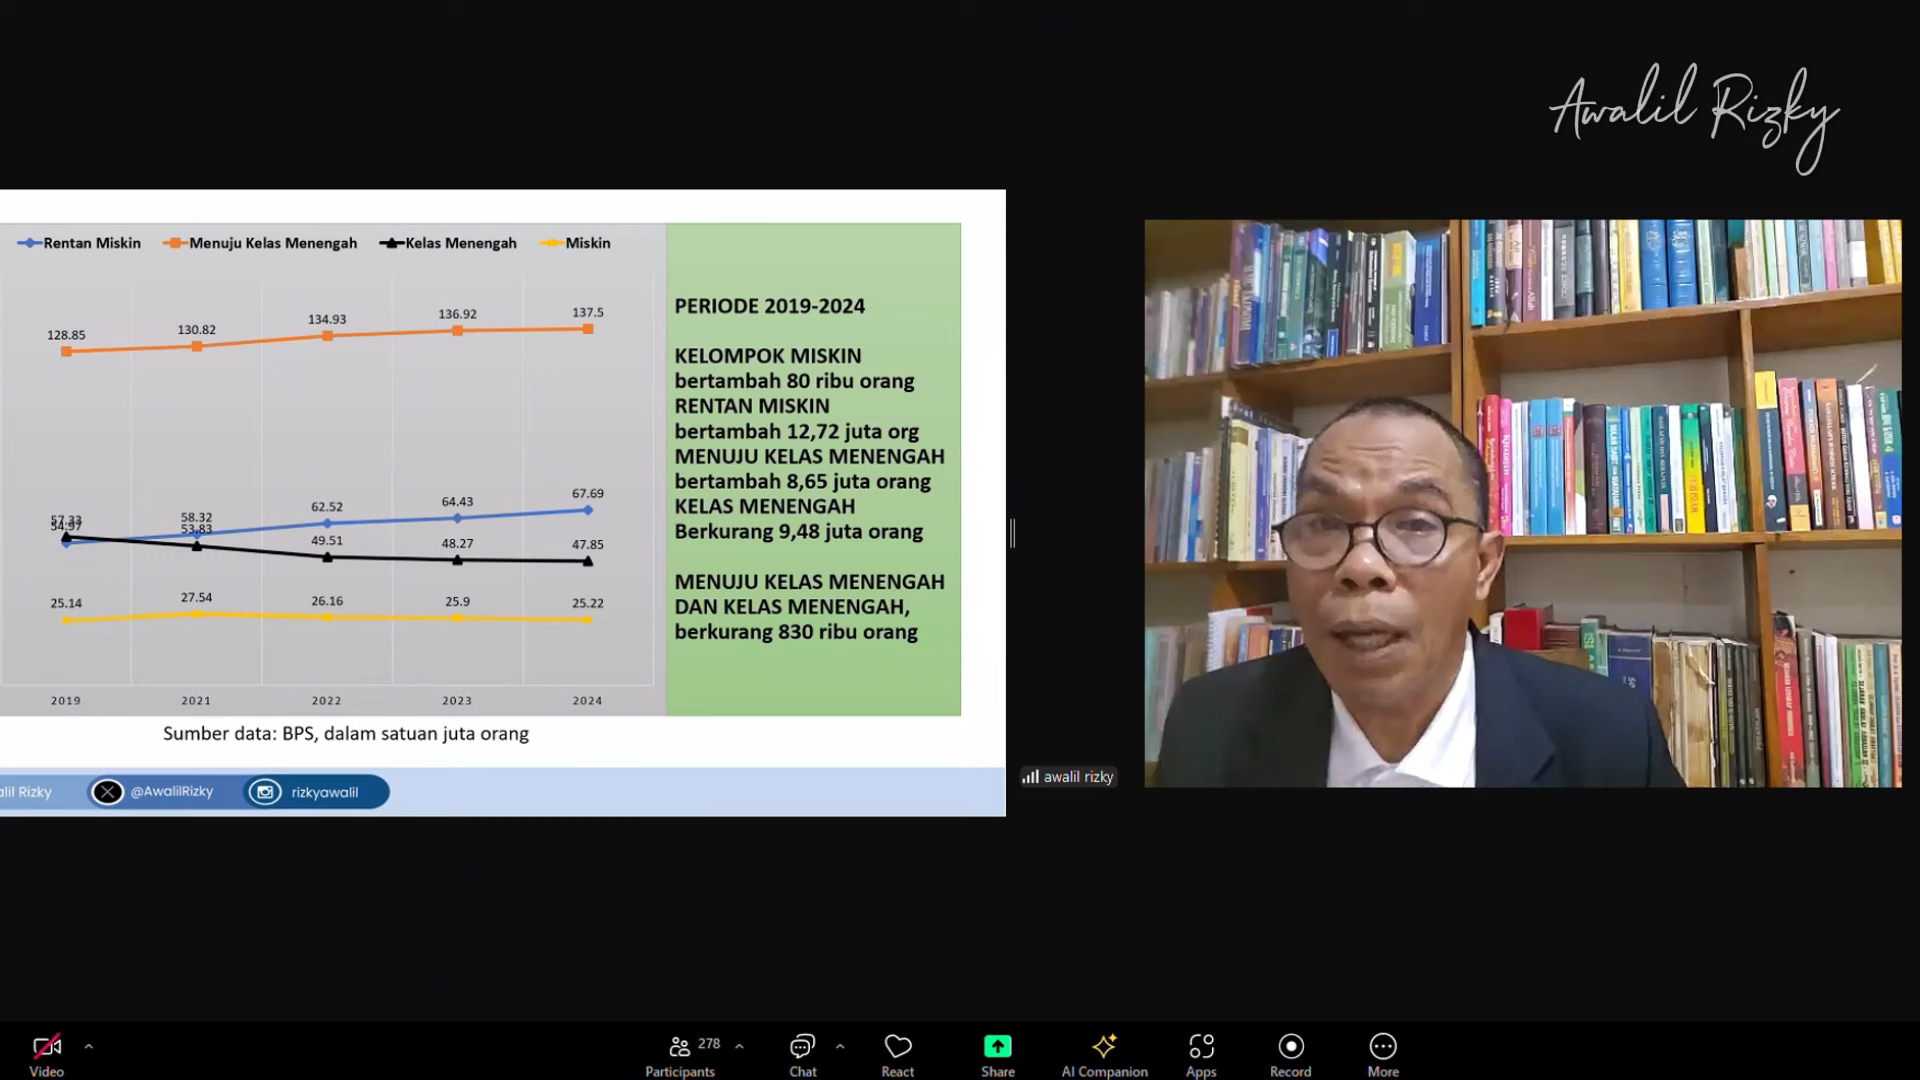 Awalil Rizky
Rentan Miskin Menuju Kelas Menengah Kelas Menengah Miskin
128.85 130.82 134.93 136.92 137.5
57.33 58.32 62.52 64.43 67.69
54.97 53.83 49.51 48.27 47.85
25.14 27.54 26.16 25.9 25.22
2019 2021 2022 2023 2024
Sumber data: BPS, dalam satuan juta orang
PERIODE 2019-2024
KELOMPOK MISKIN
bertambah 80 ribu orang
RENTAN MISKIN
bertambah 12,72 juta org
MENUJU KELAS MENENGAH
bertambah 8,65 juta orang
KELAS MENENGAH
Berkurang 9,48 juta orang
MENUJU KELAS MENENGAH
DAN KELAS MENENGAH,
berkurang 830 ribu orang
Rizky @AwalilRizky rizkyawalil
awalil rizky
Video
278
Participants
Chat
React
Share
AI Companion
Apps
Record
More